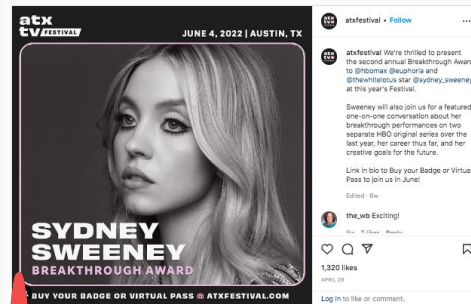 atx
tv FESTIVAL
JUNE 4, 2022 | AUSTIN, TX
SYDNEY
SWEENEY
BREAKTHROUGH AWARD
BUY YOUR BADGE OR VIRTUAL PASS @ ATXFESTIVAL.COM
atxfestival • Follow
atxfestival We're thrilled to present
the second annual Breakthrough Award
to @hbomax @euphoria and
@thewhitelotus star @sydney_sweeney
at this year's Festival.
Sweeney will also join us for a featured
one-on-one conversation about her
breakthrough performances on two
separate HBO original series over the
last year, her career thus far, and her
creative goals for the future.
Link in bio to Buy your Badge or Virtual
Pass to join us in June!
Edited · 6w
the_wb Exciting!
1,320 likes
APRIL 29
Log in to like or comment.